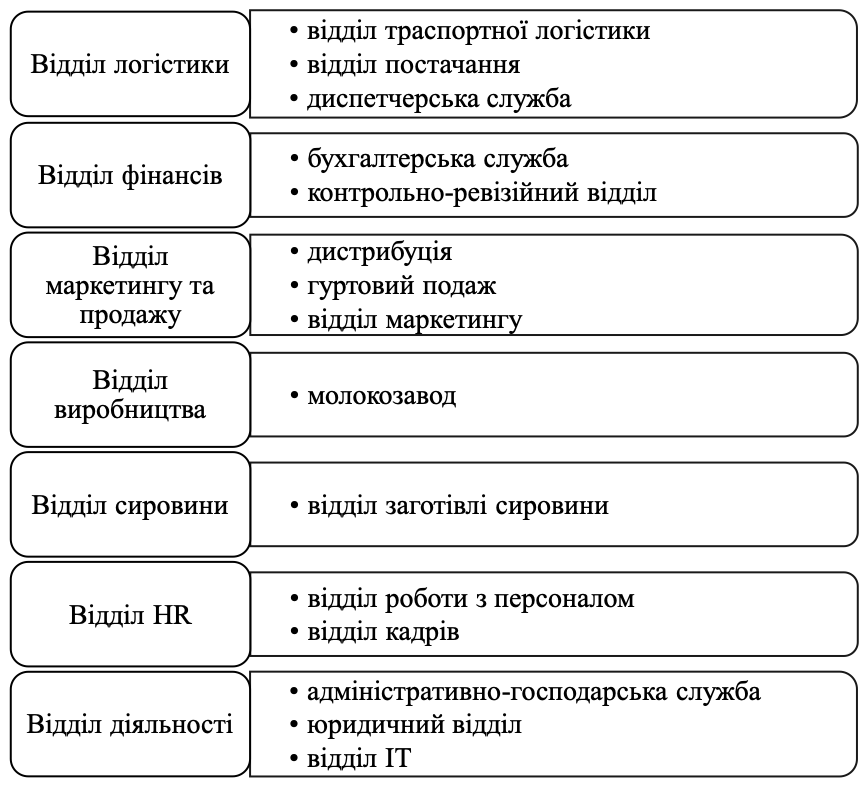 Відділ логістики
• відділ траспортної логістики
• відділ постачання
• диспетчерська служба
Відділ фінансів
• бухгалтерська служба
• контрольно-ревізійний відділ
Відділ
маркетингу та
продажу
• дистрибуція
• гуртовий подаж
• відділ маркетингу
Відділ
виробництва
• молокозавод
Відділ сировини
• відділ заготівлі сировини
Відділ HR
• відділ роботи з персоналом
• відділ кадрів
Відділ діяльності
• адміністративно-господарська служба
• юридичний відділ
• відділ ІТ